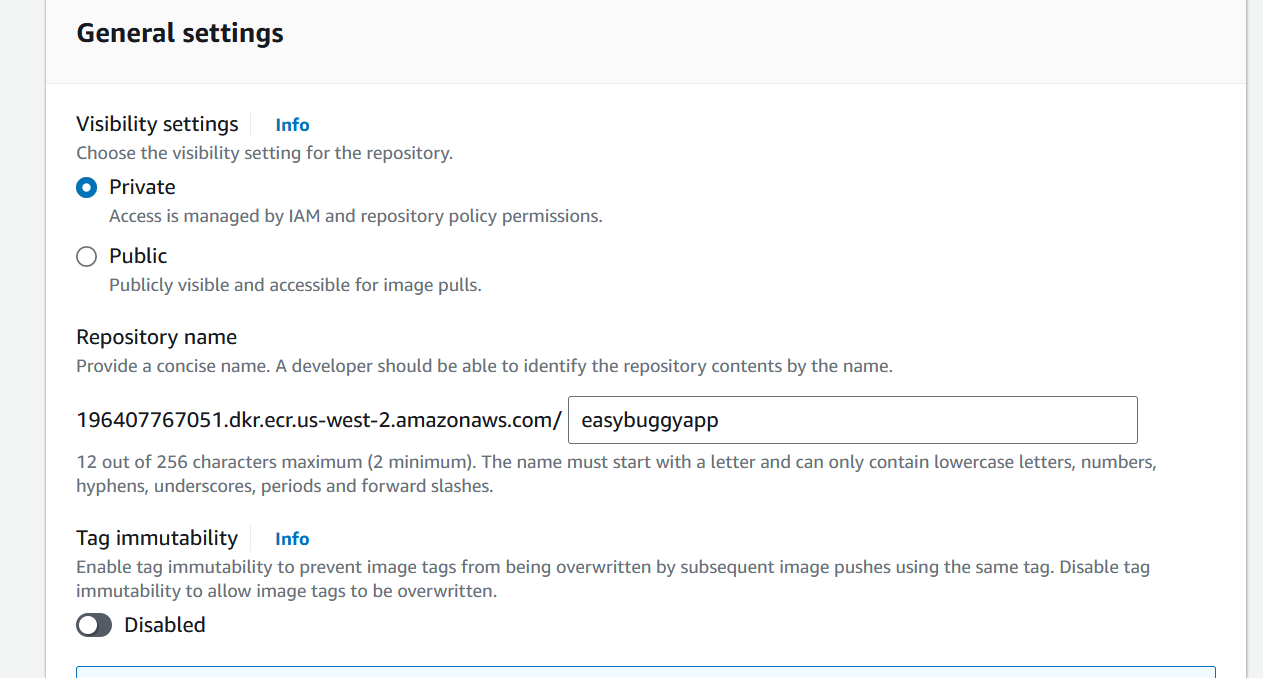 General settings
Visibility settings Info
Choose the visibility setting for the repository.
Private
Access is managed by IAM and repository policy permissions.
Public
Publicly visible and accessible for image pulls.
Repository name
Provide a concise name. A developer should be able to identify the repository contents by the name.
196407767051.dkr.ecr.us-west-2.amazonaws.com/ easybuggyapp
12 out of 256 characters maximum (2 minimum). The name must start with a letter and can only contain lowercase letters, numbers,
hyphens, underscores, periods and forward slashes.
Tag immutability Info
Enable tag immutability to prevent image tags from being overwritten by subsequent image pushes using the same tag. Disable tag
immutability to allow image tags to be overwritten.
Disabled